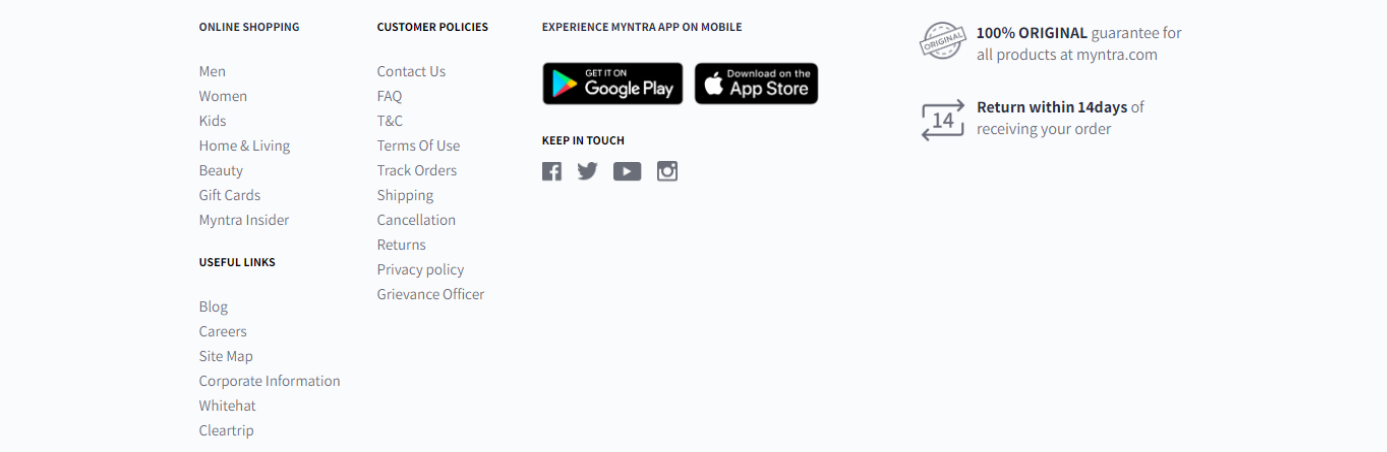 ONLINE SHOPPING
Men
Women
Kids
Home & Living
Beauty
Gift Cards
Myntra Insider
USEFUL LINKS
Blog
Careers
Site Map
Corporate Information
Whitehat
Cleartrip
CUSTOMER POLICIES
Contact Us
FAQ
T&C
Terms Of Use
Track Orders
Shipping
Cancellation
Returns
Privacy policy
Grievance Officer
EXPERIENCE MYNTRA APP ON MOBILE
GET IT ON
Google Play
Download on the
App Store
KEEP IN TOUCH
ORIGINAL
100% ORIGINAL guarantee for
all products at myntra.com
14
Return within 14days of
receiving your order